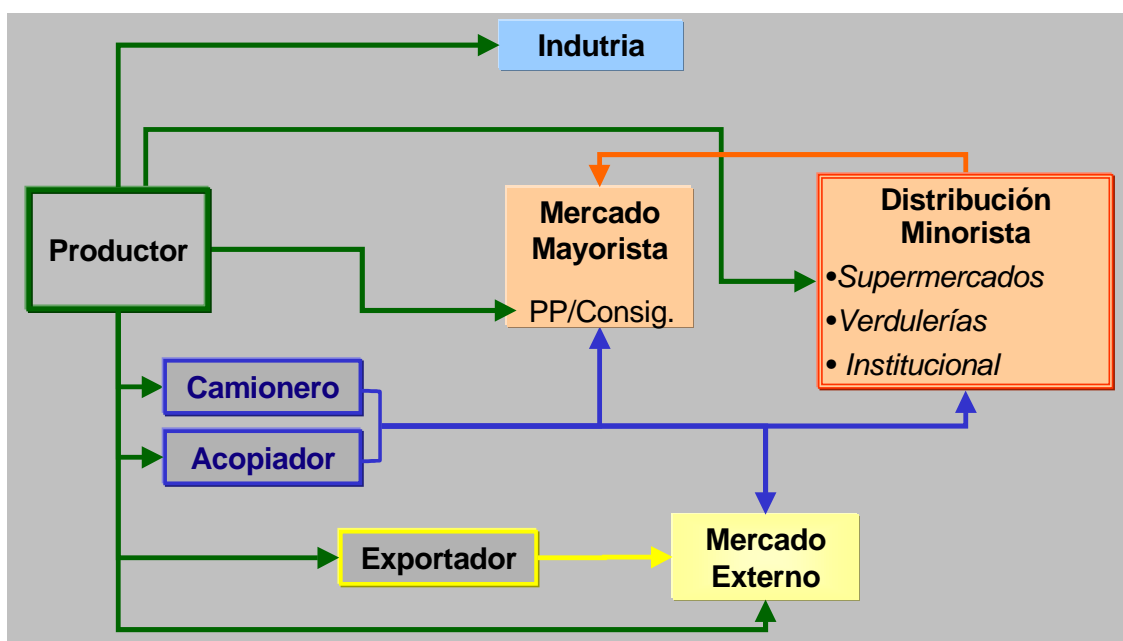 Indutria
Productor
Mercado
Mayorista
PP/Consig.
Distribución
Minorista
•Supermercados
•Verdulerías
• Institucional
Camionero
Acopiador
Exportador
Mercado
Externo